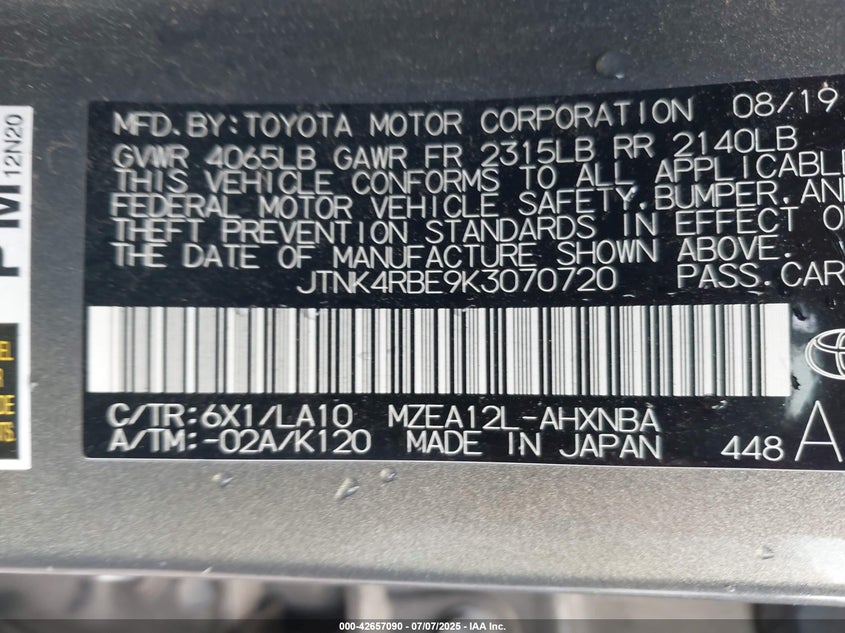 MFD.BY:TOYOTA MOTOR CORPORATION 08/19
GVWR 4065LB GAWR FR 2315LB RR 2140LB
THIS VEHICLE CONFORMS TO ALL APPLICABLE
FEDERAL MOTOR VEHICLE SAFETY,BUMPER,AND
THEFT PREVENTION STANDARDS IN EFFECT O
THE DATE OF MANUFACTURE SHOWN ABOVE.
JTNK4RBE9K3070720 PASS.CAR
C/TR:6X1/LA10 MZEA12L-AHXNBA
A/TM:-02A/K120 MADE IN JAPAN 448 A
12N20
000-42657090 | 07/07/2025 - IAA Inc.